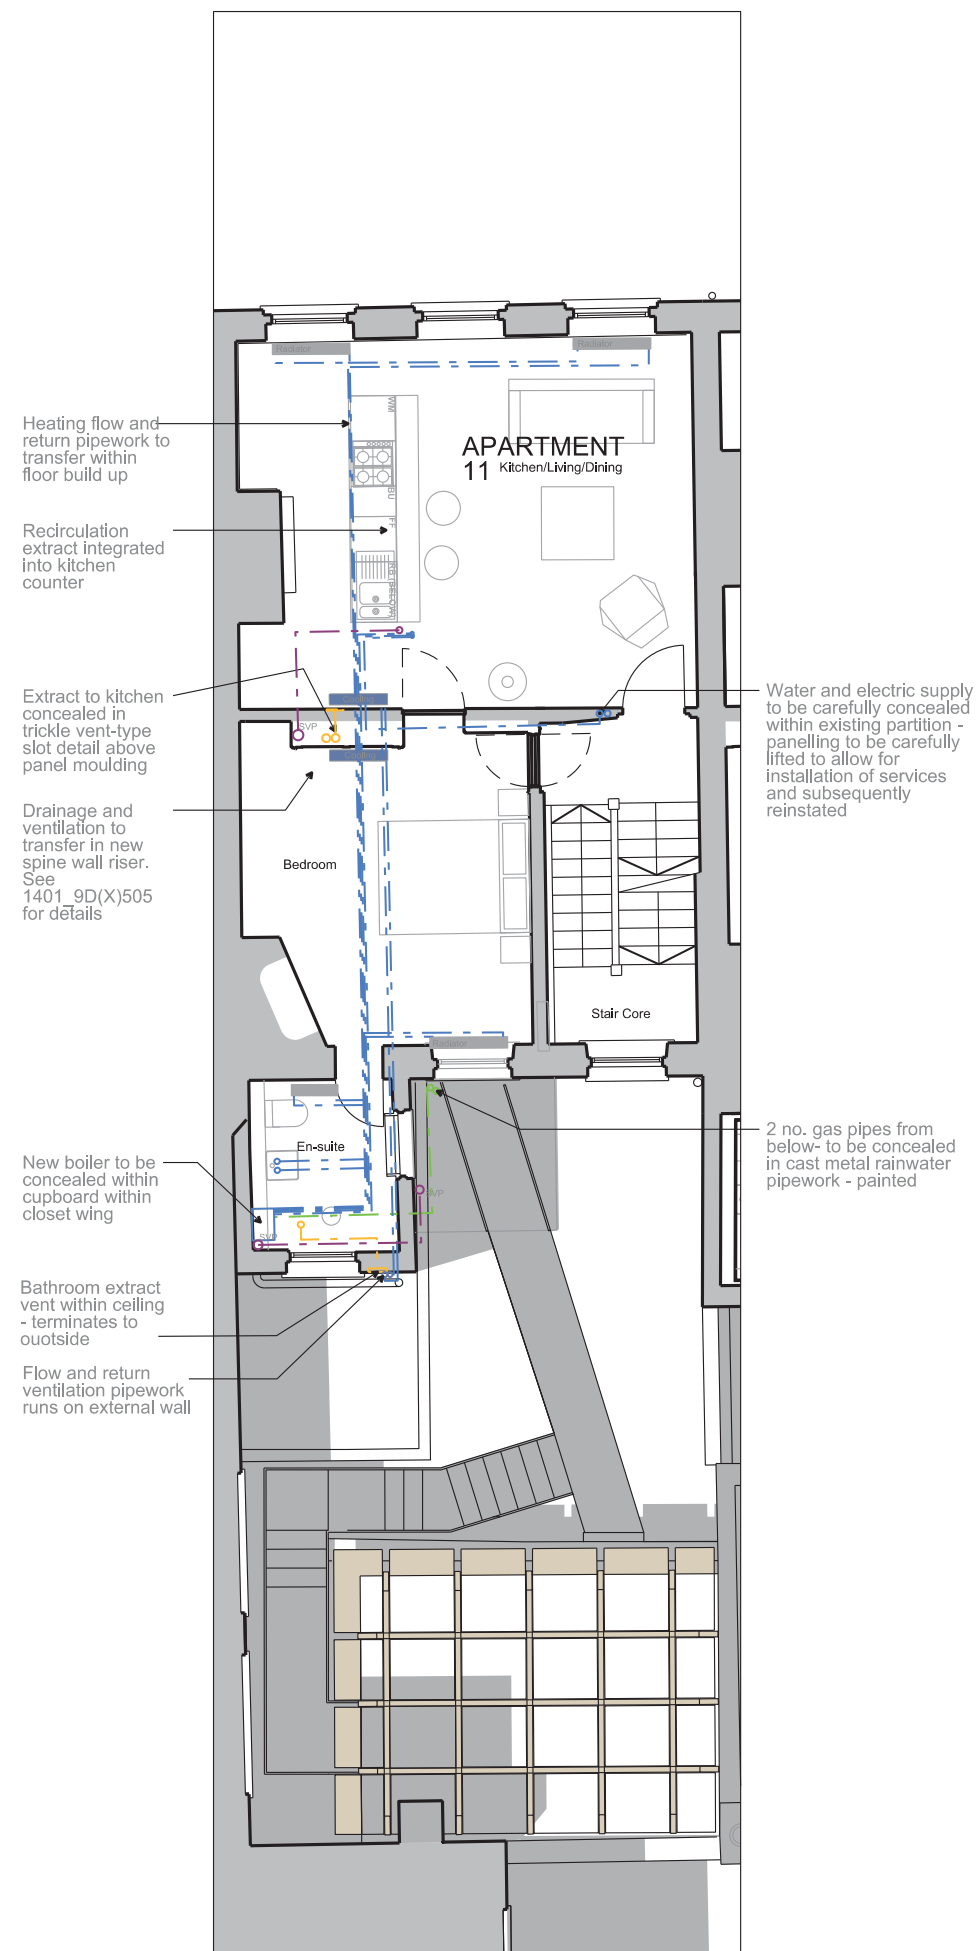 Radiator
Radiator
Heating flow and
return pipework to
transfer within
floor build up
WM
APARTMENT
11 Kitchen/Living/Dining
BU
FF
Recirculation
extract integrated
into kitchen
counter
Extract to kitchen
concealed in
trickle vent-type
slot detail above
panel moulding
SVP
Water and electric supply
to be carefully concealed
within existing partition -
panelling to be carefully
lifted to allow for
installation of services
and subsequently
reinstated
Drainage and
ventilation to
transfer in new
spine wall riser.
See
1401_9D(X)505
for details
Bedroom
Stair Core
Radiator
En-suite
2 no. gas pipes from
below- to be concealed
in cast metal rainwater
pipework - painted
New boiler to be
concealed within
cupboard within
closet wing
SVP
SVP
Bathroom extract
vent within ceiling
- terminates to
ouotside
Flow and return
ventilation pipework
runs on external wall